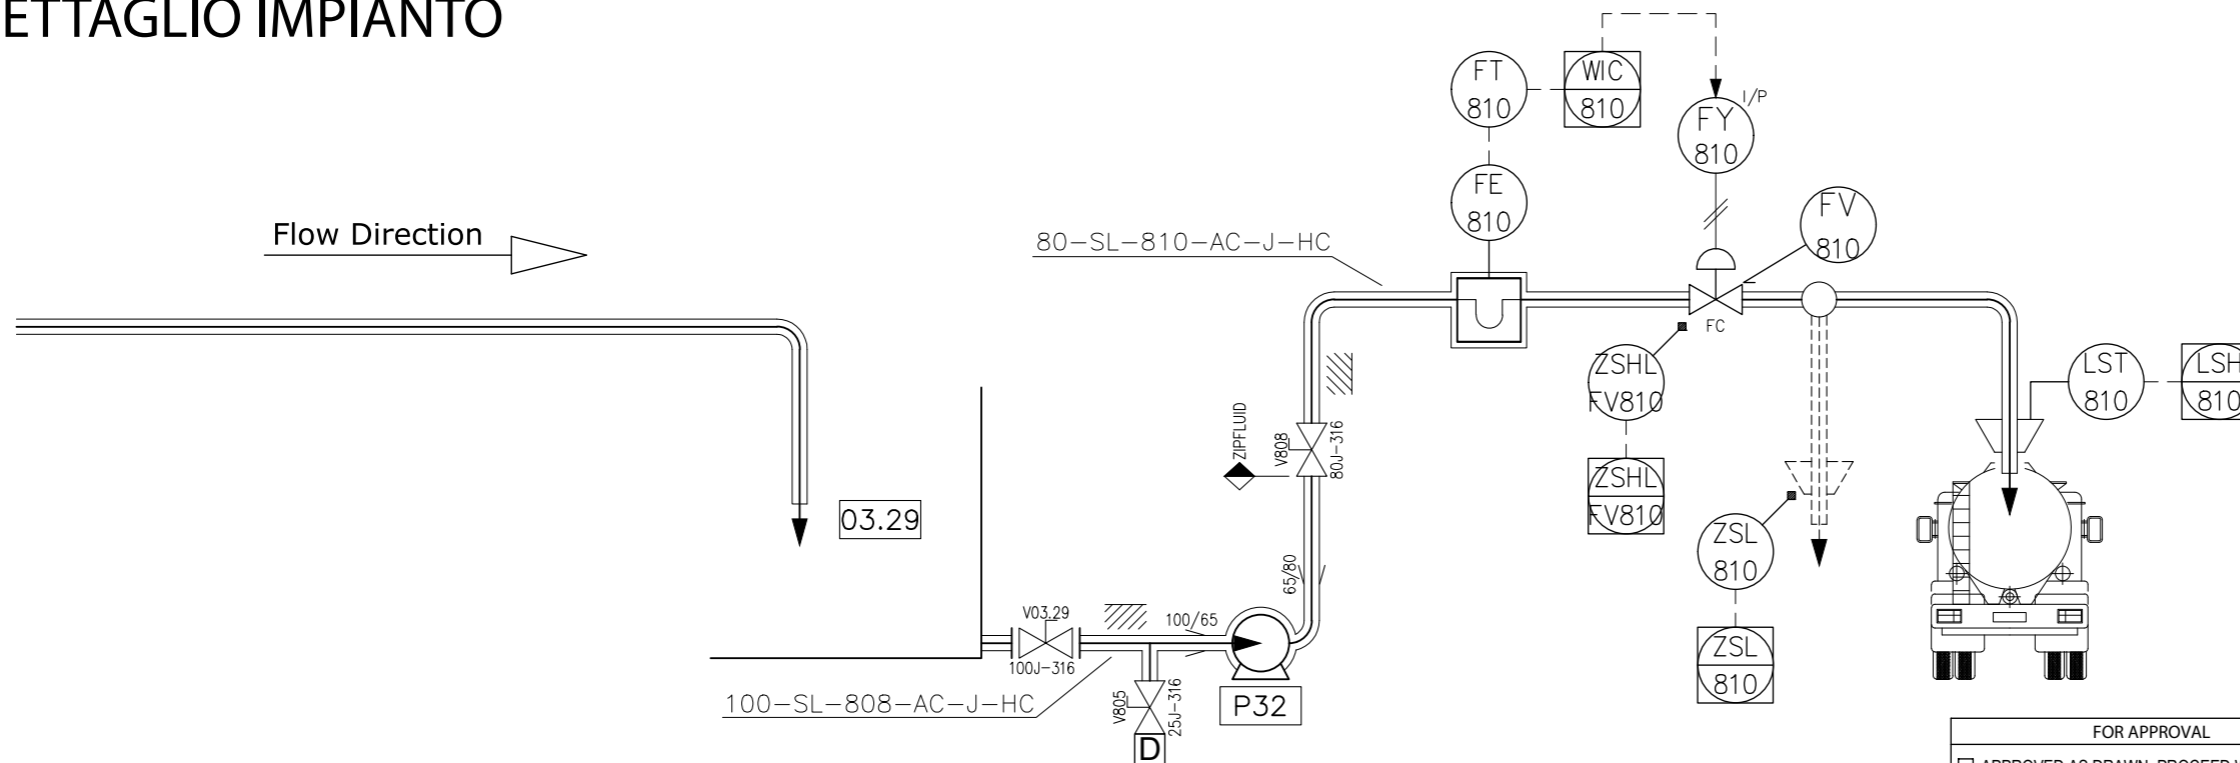 ETTAGLIO IMPIANTO
Flow Direction
03.29
V03.29
100J-316
100-SL-808-AC-J-HC
100/65
V805
25J-316
D
P32
65/80
ZIPFLUID
V808
80J-316
80-SL-810-AC-J-HC
FT
810
WIC
810
FE
810
FY
810
I/P
FV
810
FC
ZSHL
FV810
ZSHL
FV810
ZSL
810
ZSL
810
LST
810
LSH
810
FOR APPROVAL